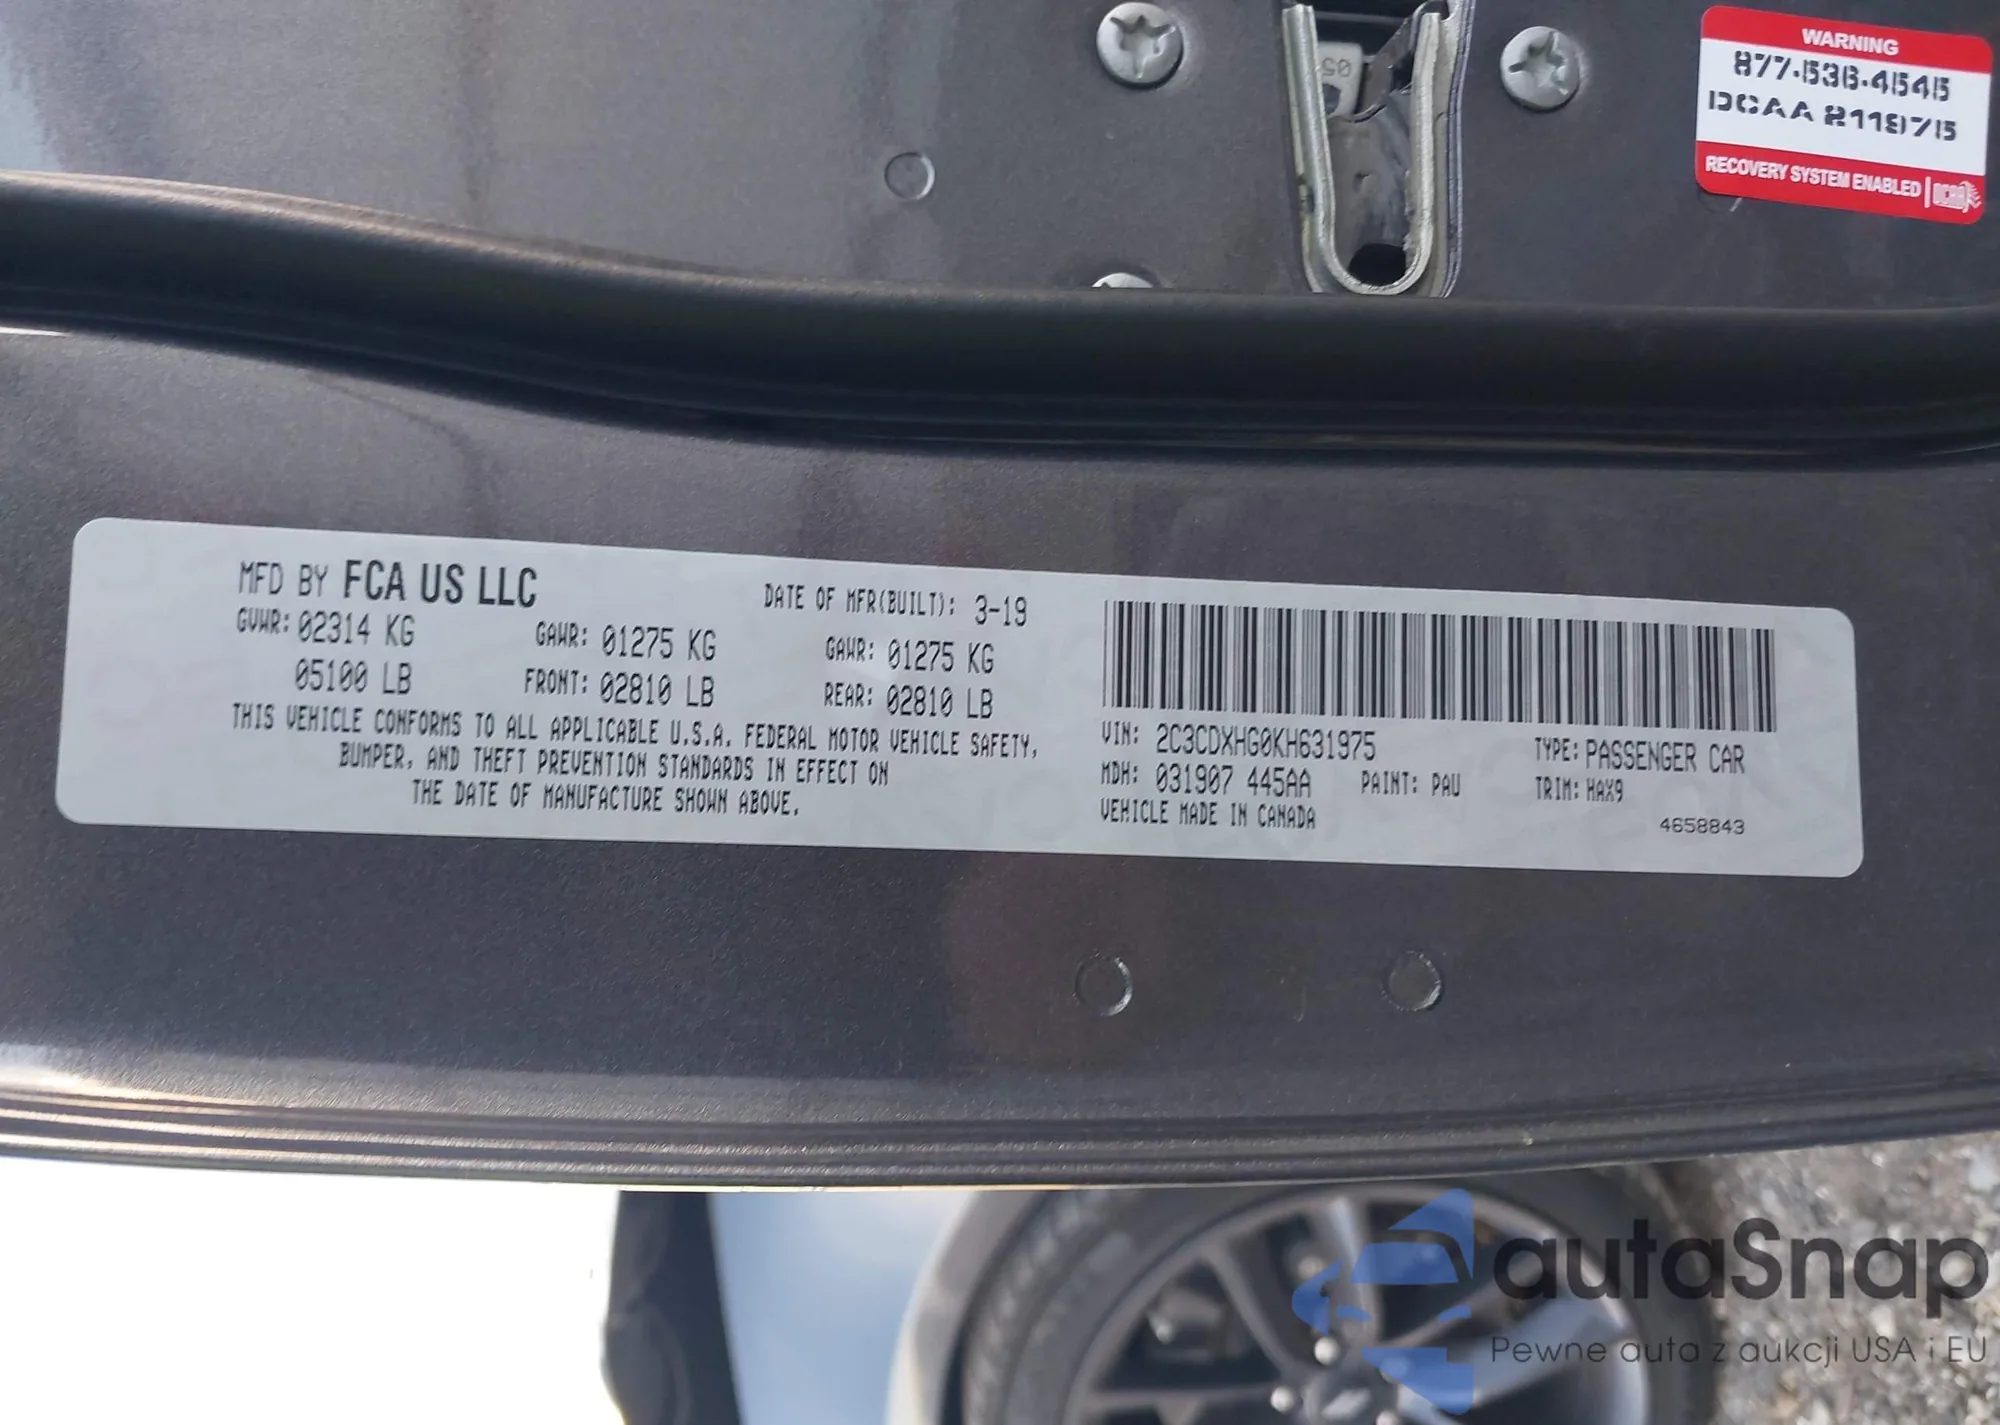 WARNING
877.536.4545
DCAA 211975
RECOVERY SYSTEM ENABLED
MFD BY FCA US LLC
DATE OF MFR(BUILT): 3-19
GVWR: 02314 KG
GAWR: 01275 KG
GAWR: 01275 KG
05100 LB
FRONT: 02810 LB
REAR: 02810 LB
THIS VEHICLE CONFORMS TO ALL APPLICABLE U.S.A. FEDERAL MOTOR VEHICLE SAFETY,
BUMPER, AND THEFT PREVENTION STANDARDS IN EFFECT ON
THE DATE OF MANUFACTURE SHOWN ABOVE.
VIN: 2C3CDXHG0KH631975
TYPE: PASSENGER CAR
MDH: 031907 445AA
PAINT: PAU
TRIM: HAX9
VEHICLE MADE IN CANADA
4658843
autaSnap
Pewne auta z aukcji USA i EU